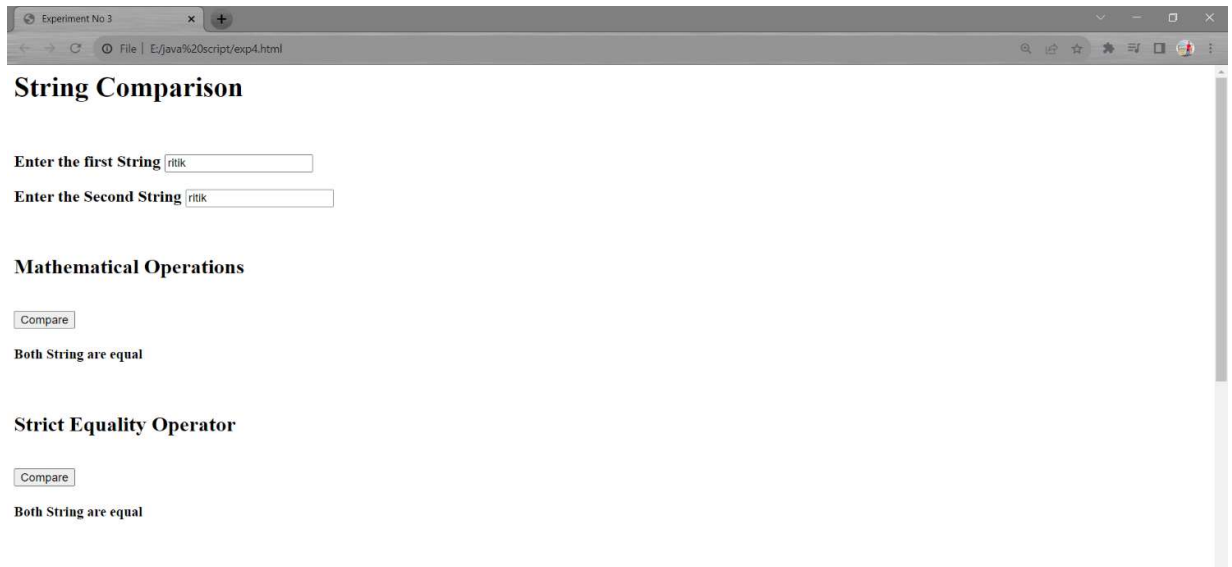 Experiment No 3
File | E:/java%20script/exp4.html
String Comparison
Enter the first String ritik
Enter the Second String ritik
Mathematical Operations
Compare
Both String are equal
Strict Equality Operator
Compare
Both String are equal